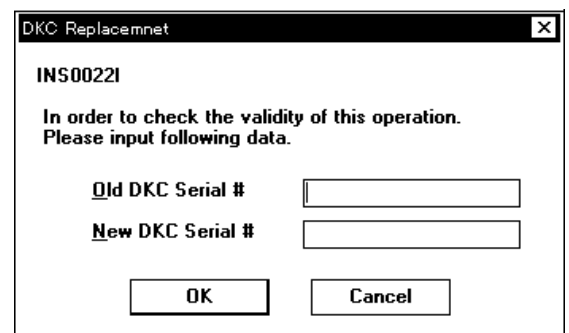 DKC Replacemnet
INS0022I
In order to check the validity of this operation.
Please input following data.
Old DKC Serial #
New DKC Serial #
OK Cancel